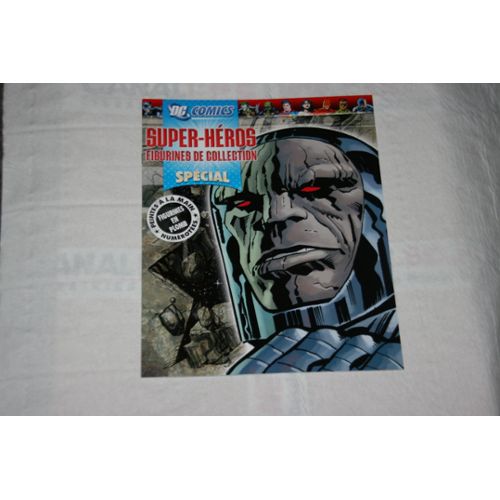 DC COMICS
SUPER-HÉROS
FIGURINES DE COLLECTION
SPÉCIAL
PEINTES À LA MAIN
FIGURINES
EN
PLOMB
NUMÉROTÉES